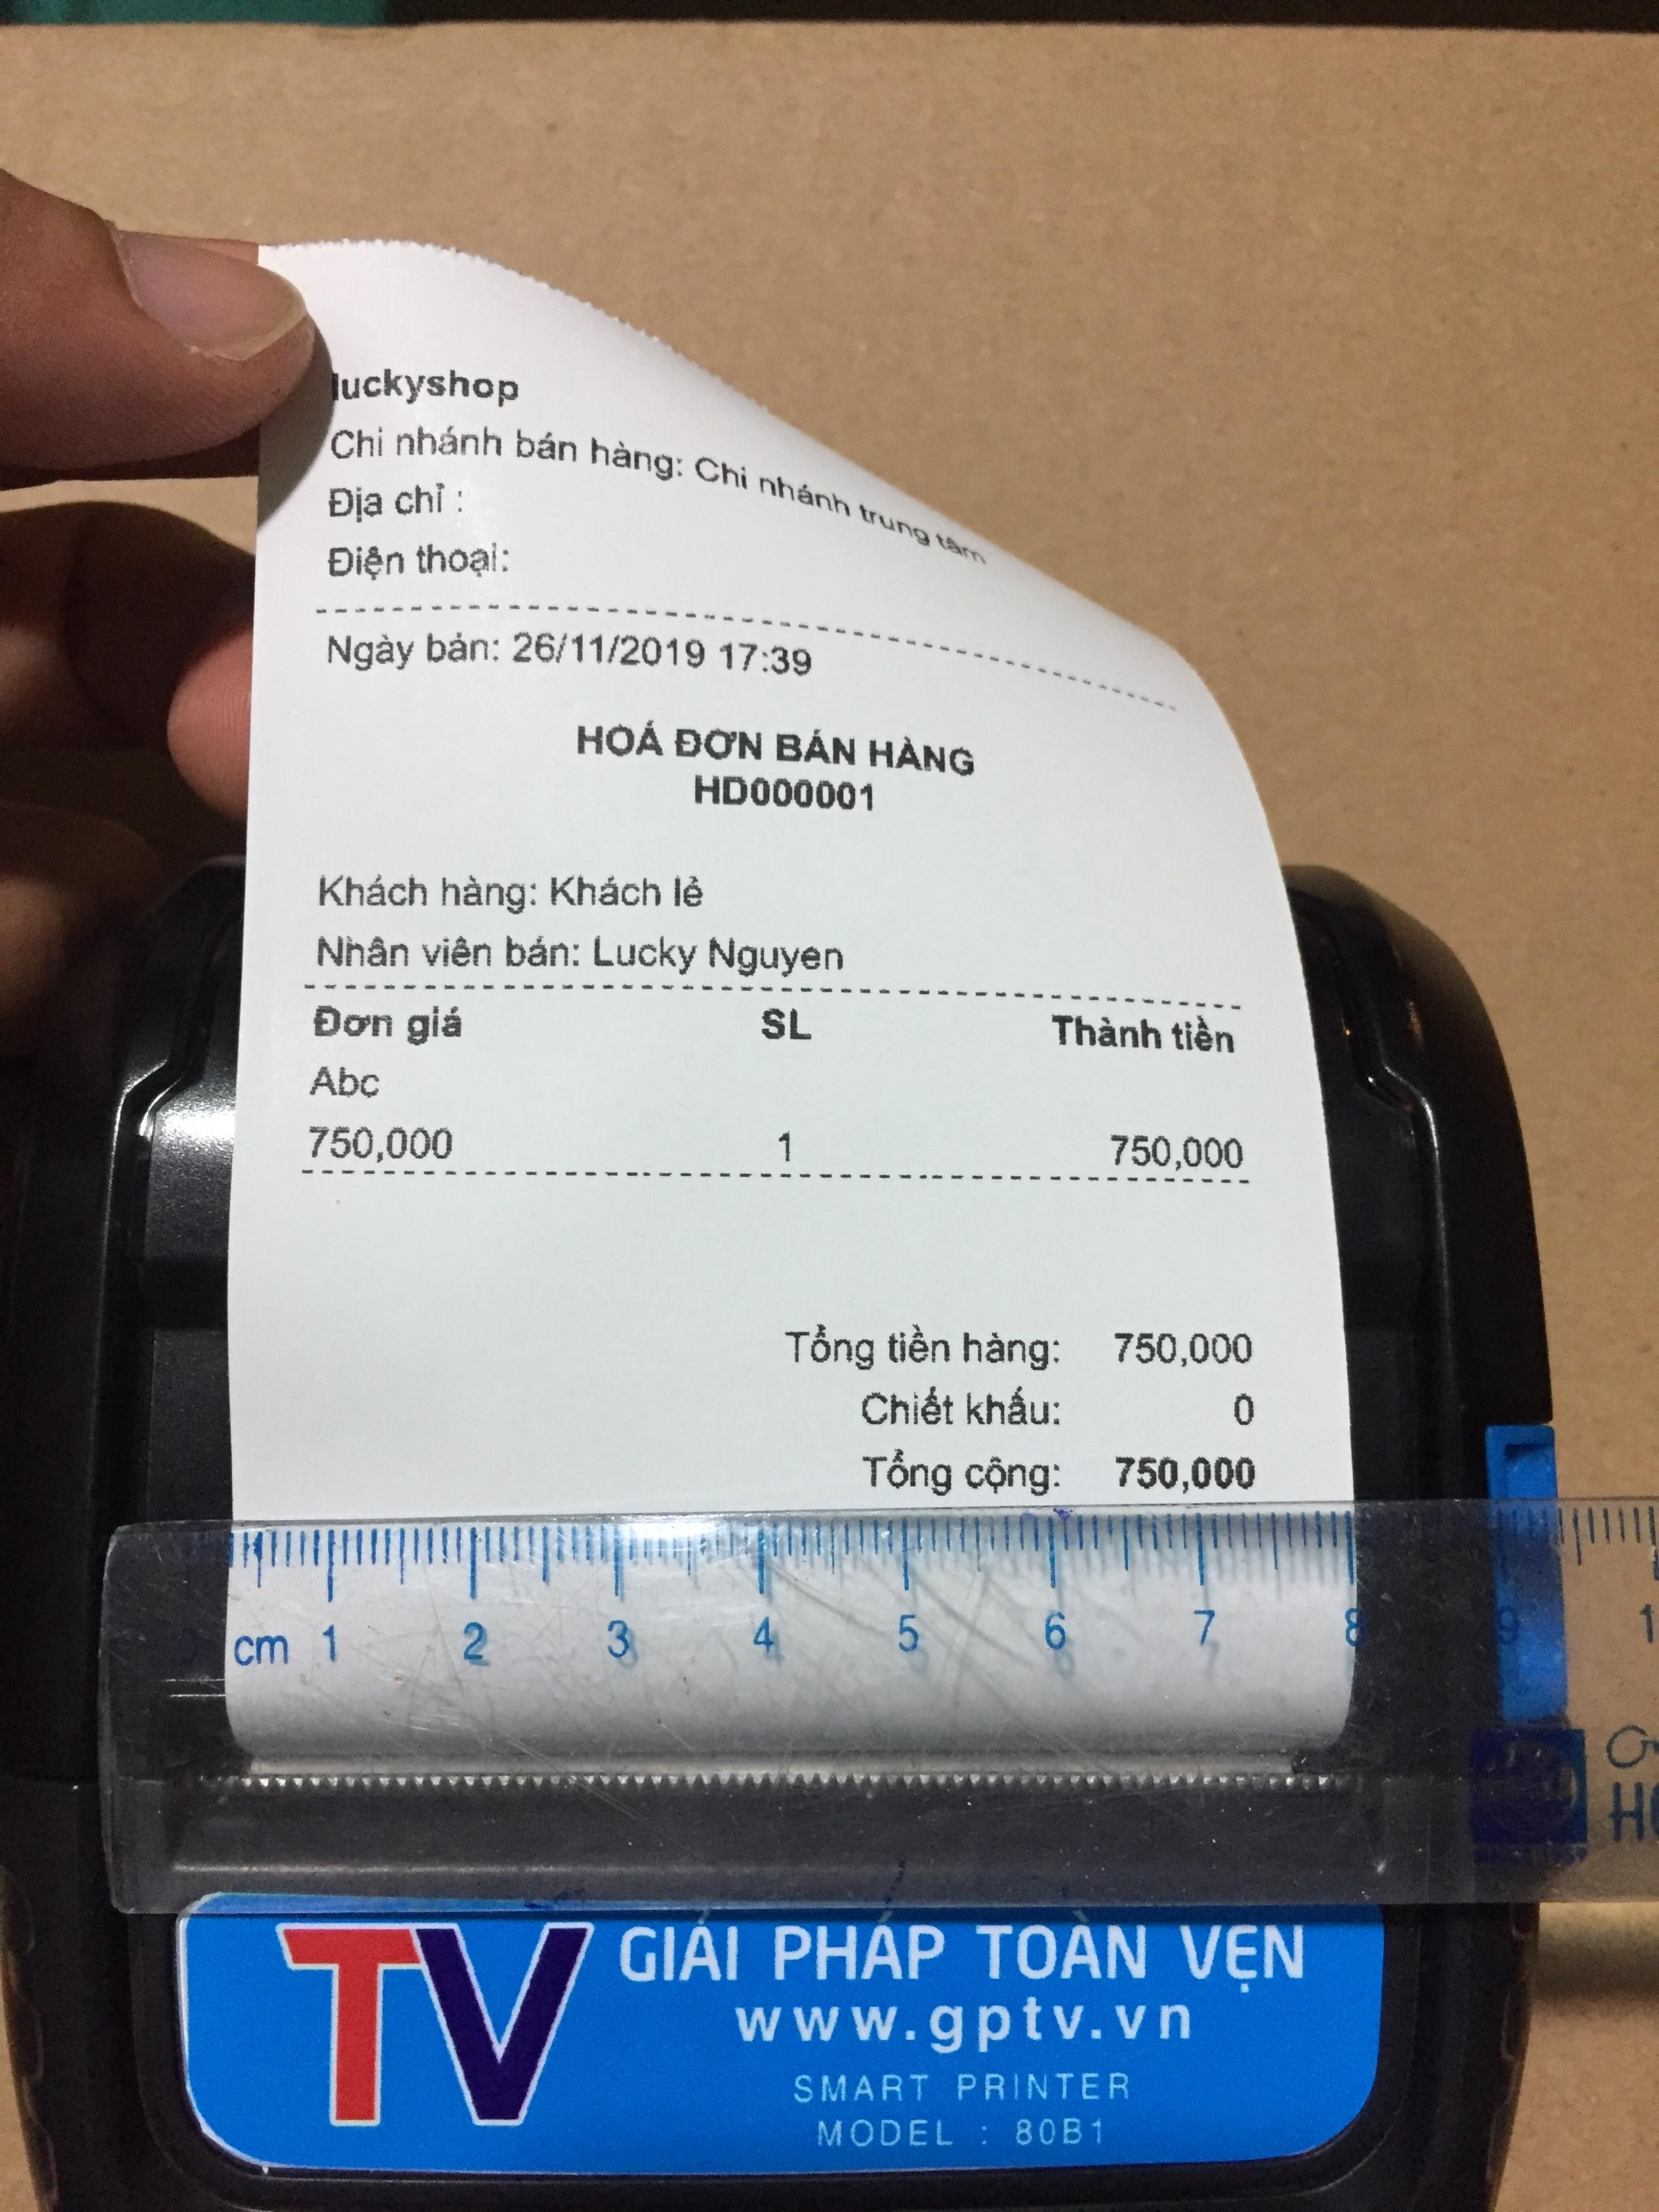 luckyshop
Chi nhánh bán hàng: Chi nhánh trung tâm
Địa chỉ :
Điện thoại:
Ngày bán: 26/11/2019 17:39
HOÁ ĐƠN BÁN HÀNG
HD000001
Khách hàng: Khách lẻ
Nhân viên bán: Lucky Nguyen
Đơn giá SL Thành tiền
Abc
750,000 1 750,000
Tổng tiền hàng: 750,000
Chiết khấu: 0
Tổng cộng: 750,000
0 cm 1 2 3 4 5 6 7 8 9 1
TV GIẢI PHÁP TOÀN VẸN
www.gptv.vn
SMART PRINTER
MODEL : 80B1